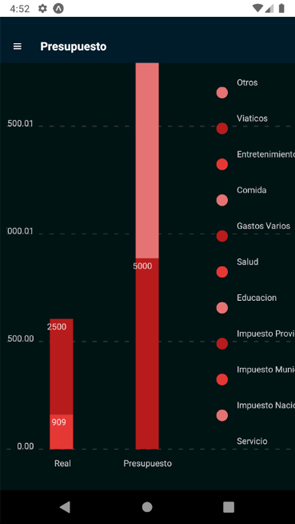 4:52
Presupuesto
Otros
500.01
Viaticos
Entretenimiento
Comida
000.01
Gastos Varios
5000
Salud
Educacion
2500
500.00
Impuesto Provi
Impuesto Muni
909
Impuesto Nacio
0.00
Servicio
Real
Presupuesto